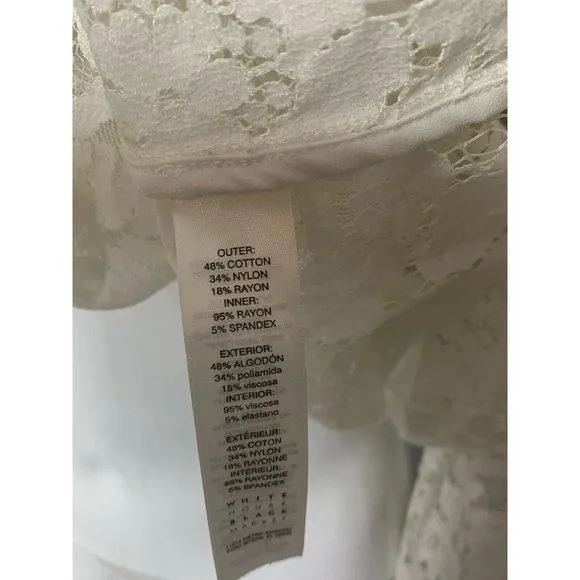 OUTER:
48% COTTON
34% NYLON
18% RAYON
INNER:
95% RAYON
5% SPANDEX
EXTERIOR:
48% ALGODÓN
34% poliamida
18% viscosa
INTERIOR:
95% viscosa
5% elastano
EXTÉRIEUR:
48% COTON
34% NYLON
18% RAYONNE
INTÉRIEUR:
95% RAYONNE
5% SPANDEX
WHITE
HOUSE
BLACK
MARKET